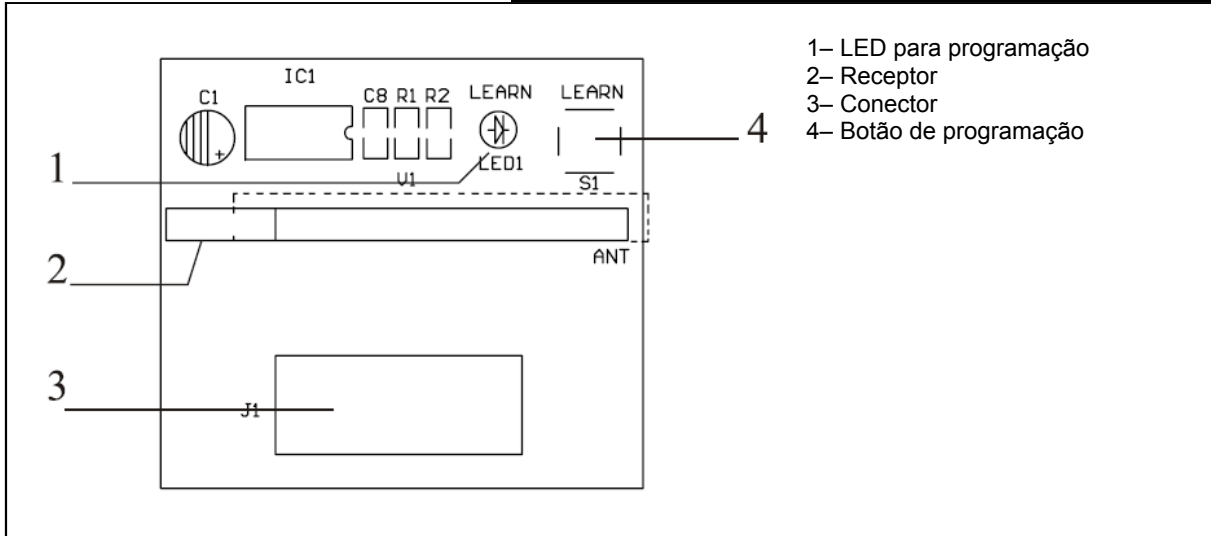 IC1
C1
C8 R1 R2 LEARN LEARN
+
1
LED1
U1
S1
4
2
ANT
3
J1
1– LED para programação
2– Receptor
3– Conector
4– Botão de programação